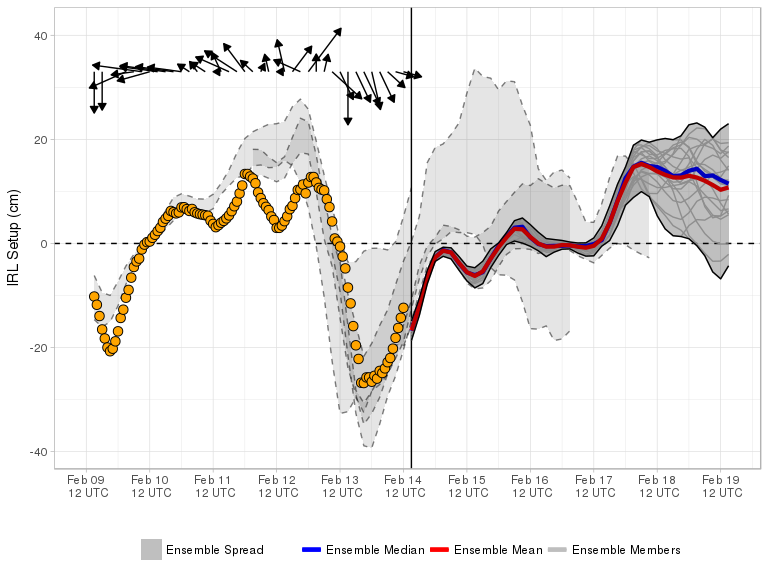 IRL Setup (cm)
40
20
0
-20
-40
Feb 09 Feb 10 Feb 11 Feb 12 Feb 13 Feb 14 Feb 15 Feb 16 Feb 17 Feb 18 Feb 19
12 UTC 12 UTC 12 UTC 12 UTC 12 UTC 12 UTC 12 UTC 12 UTC 12 UTC 12 UTC 12 UTC
Ensemble Spread Ensemble Median Ensemble Mean Ensemble Members